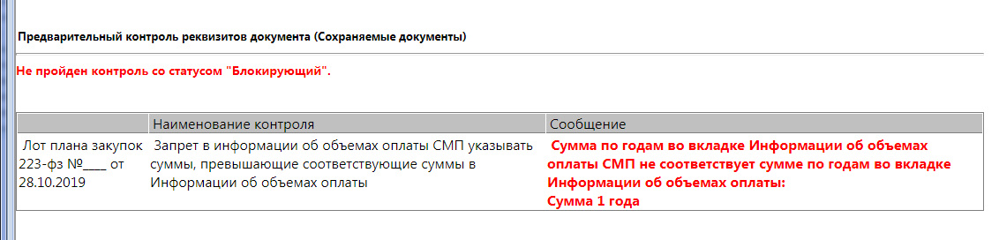 Предварительный контроль реквизитов документа (Сохраняемые документы)
Не пройден контроль со статусом "Блокирующий".
Наименование контроля
Сообщение
Лот плана закупок
223-фз №___ от
28.10.2019
Запрет в информации об объемах оплаты СМП указывать
суммы, превышающие соответствующие суммы в
Информации об объемах оплаты
Сумма по годам во вкладке Информации об объемах
оплаты СМП не соответствует сумме по годам во вкладке
Информации об объемах оплаты:
Сумма 1 года